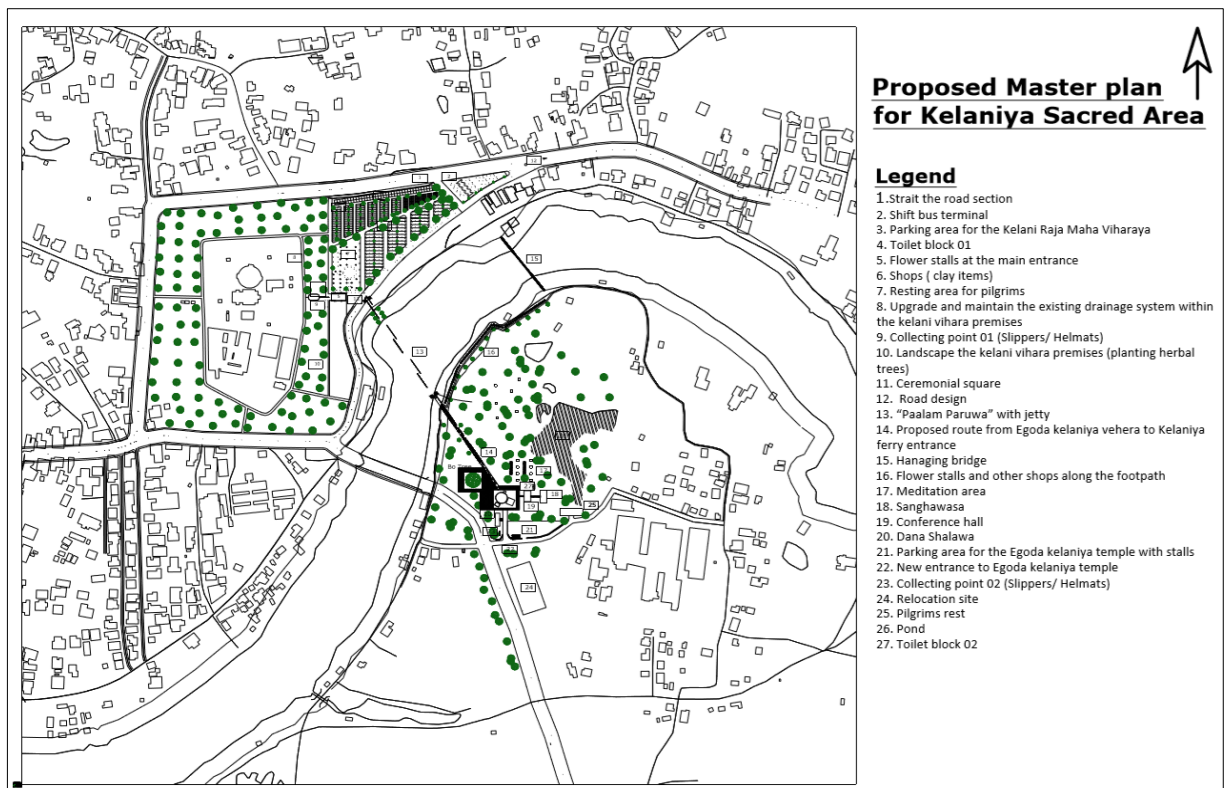 Proposed Master plan
for Kelaniya Sacred Area
Legend
1.Strait the road section
2. Shift bus terminal
3. Parking area for the Kelani Raja Maha Viharaya
4. Toilet block 01
5. Flower stalls at the main entrance
6. Shops ( clay items)
7. Resting area for pilgrims
8. Upgrade and maintain the existing drainage system within
the kelani vihara premises
9. Collecting point 01 (Slippers/ Helmats)
10. Landscape the kelani vihara premises (planting herbal
trees)
11. Ceremonial square
12. Road design
13. “Paalam Paruwa” with jetty
14. Proposed route from Egoda kelaniya vehera to Kelaniya
ferry entrance
15. Hanaging bridge
16. Flower stalls and other shops along the footpath
17. Meditation area
18. Sanghawasa
19. Conference hall
20. Dana Shalawa
21. Parking area for the Egoda kelaniya temple with stalls
22. New entrance to Egoda kelaniya temple
23. Collecting point 02 (Slippers/ Helmats)
24. Relocation site
25. Pilgrims rest
26. Pond
27. Toilet block 02
12
15
13
16
14
Bo Tree
27
18
19
25
21
24